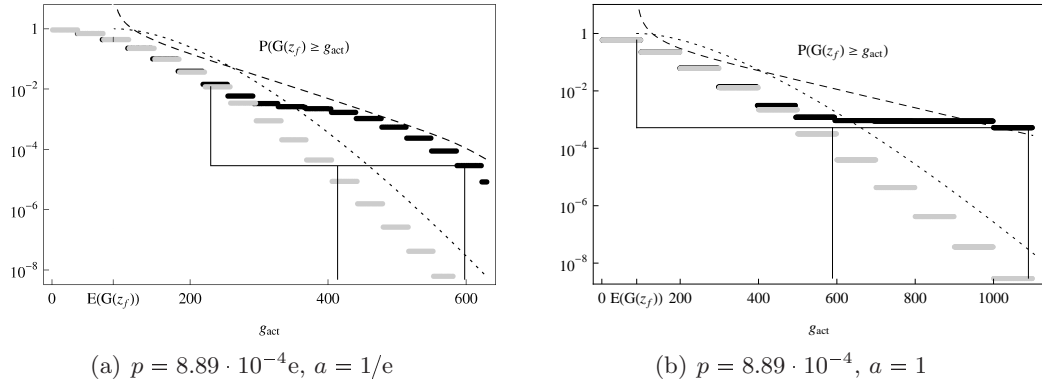 P(G(z_f) ≥ g_act)
1
10^-2
10^-4
10^-6
10^-8
0 E(G(z_f)) 200 400 600
g_act
(a) p = 8.89 · 10^-4 e, a = 1/e
P(G(z_f) ≥ g_act)
1
10^-2
10^-4
10^-6
10^-8
0 E(G(z_f)) 200 400 600 800 1000
g_act
(b) p = 8.89 · 10^-4, a = 1